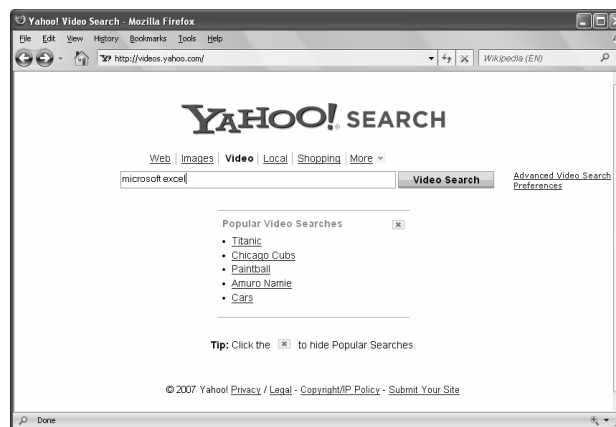 Yahoo! Video Search - Mozilla Firefox
File Edit View History Bookmarks Tools Help
http://videos.yahoo.com/ Wikipedia (EN)
YAHOO! SEARCH
Web Images Video Local Shopping More
microsoft excel Video Search Advanced Video Search
Preferences
Popular Video Searches
• Titanic
• Chicago Cubs
• Paintball
• Amuro Namie
• Cars
Tip: Click the x to hide Popular Searches.
© 2007 Yahoo! Privacy / Legal - Copyright/IP Policy - Submit Your Site
Done